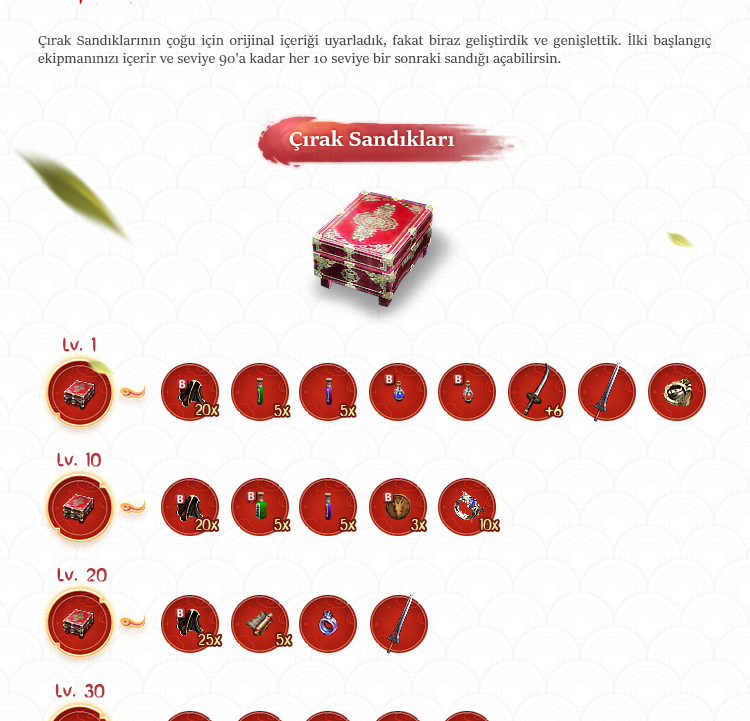 Çırak Sandıklarının çoğu için orijinal içeriği uyarladık, fakat biraz geliştirdik ve genişlettik. İlki başlangıç
ekipmanınızı içerir ve seviye 90'a kadar her 10 seviye bir sonraki sandığı açabilirsin.
Çırak Sandıkları
Lv. 1
B 20x 5x 5x B B +6
Lv. 10
B 20x B 5x 5x B 3x 10x
Lv. 20
B 25x 5x
Lv. 30